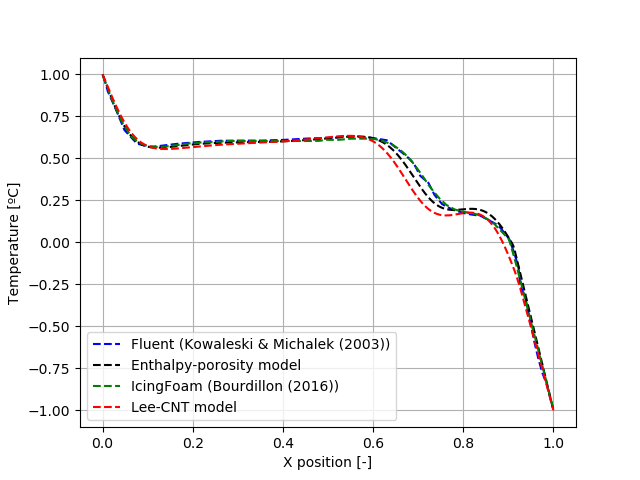 1.00
0.75
0.50
0.25
0.00
−0.25
−0.50
−0.75
−1.00
Temperature [ºC]
Fluent (Kowaleski & Michalek (2003))
Enthalpy-porosity model
IcingFoam (Bourdillon (2016))
Lee-CNT model
0.0 0.2 0.4 0.6 0.8 1.0
X position [-]